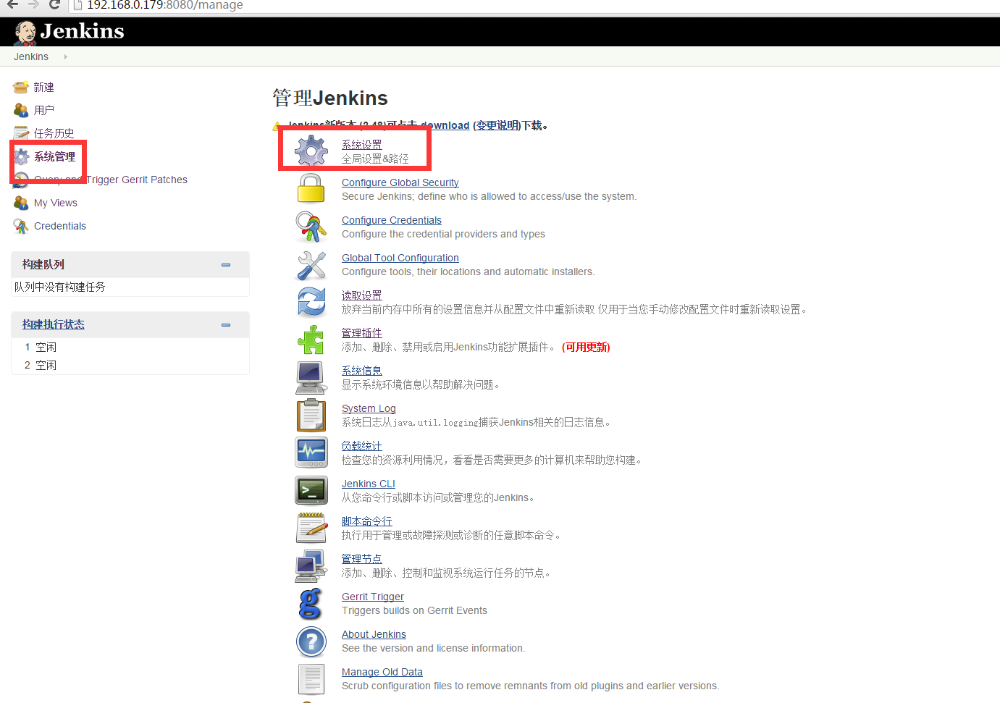 192.168.0.179:8080/manage
Jenkins
Jenkins
新建
用户
任务历史
系统管理
Query and Trigger Gerrit Patches
My Views
Credentials
构建队列
队列中没有构建任务
构建执行状态
1 空闲
2 空闲
管理Jenkins
Jenkins新版本 (2.48)可点击 download (变更说明)下载。
系统设置
全局设置&路径
Configure Global Security
Secure Jenkins; define who is allowed to access/use the system.
Configure Credentials
Configure the credential providers and types
Global Tool Configuration
Configure tools, their locations and automatic installers.
读取设置
放弃当前内存中所有的设置信息并从配置文件中重新读取 仅用于当您手动修改配置文件时重新读取设置。
管理插件
添加、删除、禁用或启用Jenkins功能扩展插件。 (可用更新)
系统信息
显示系统环境信息以帮助解决问题。
System Log
系统日志从java.util.logging捕获Jenkins相关的日志信息。
负载统计
检查您的资源利用情况，看看是否需要更多的计算机来帮助您构建。
Jenkins CLI
从您命令行或脚本访问或管理您的Jenkins。
脚本命令行
执行用于管理或故障探测或诊断的任意脚本命令。
管理节点
添加、删除、控制和监视系统运行任务的节点。
g
Gerrit Trigger
Triggers builds on Gerrit Events
About Jenkins
See the version and license information.
Manage Old Data
Scrub configuration files to remove remnants from old plugins and earlier versions.